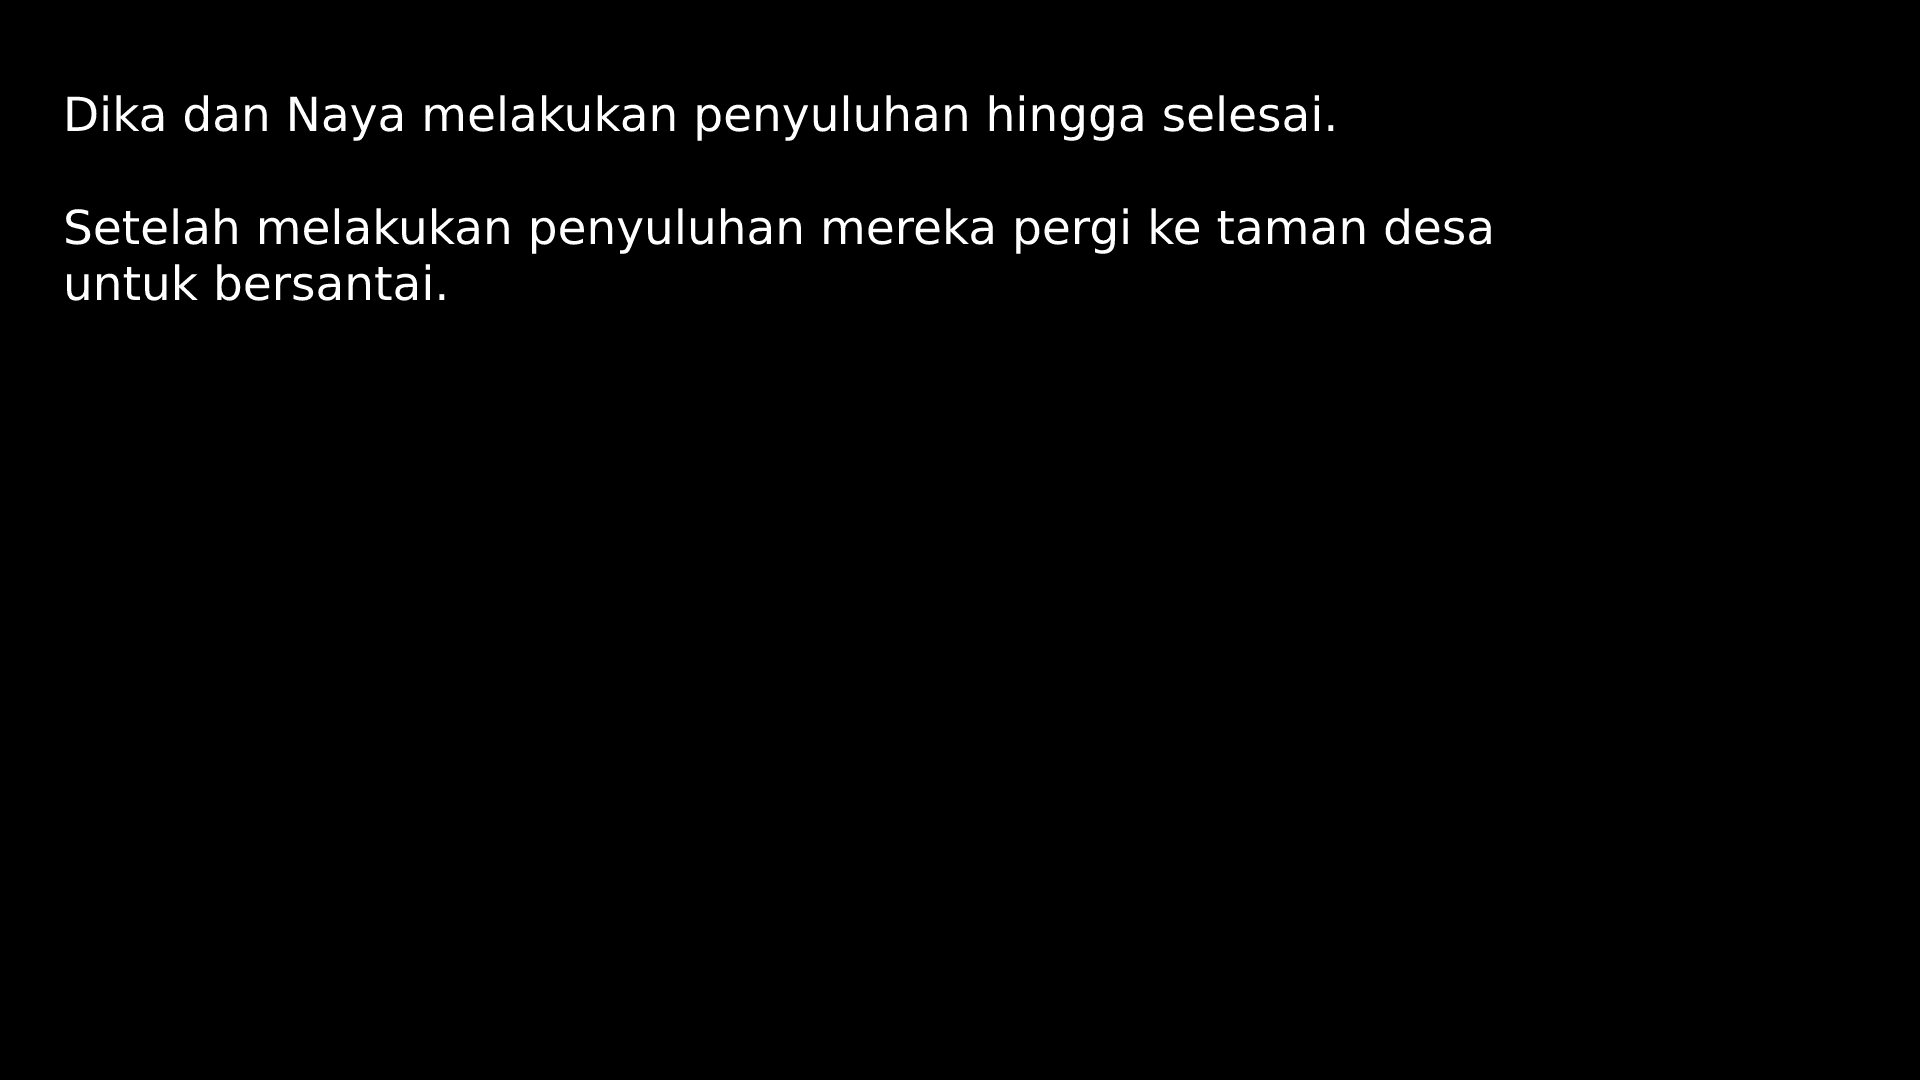 Dika dan Naya melakukan penyuluhan hingga selesai.
Setelah melakukan penyuluhan mereka pergi ke taman desa
untuk bersantai.